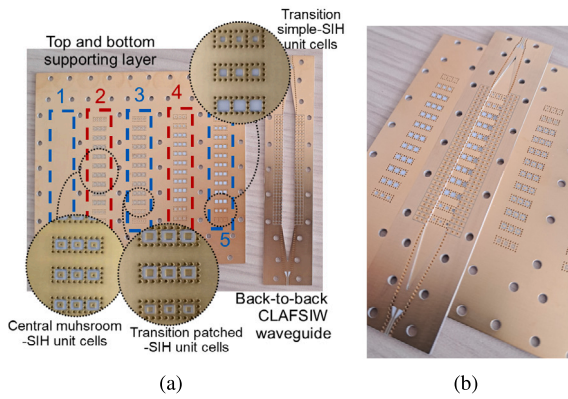 Transition
simple-SIH
unit cells
Top and bottom
supporting layer
1
2
3
4
5
Back-to-back
CLAFSIW
waveguide
Central muhsroom
-SIH unit cells
Transition patched
-SIH unit cells
(a)
(b)